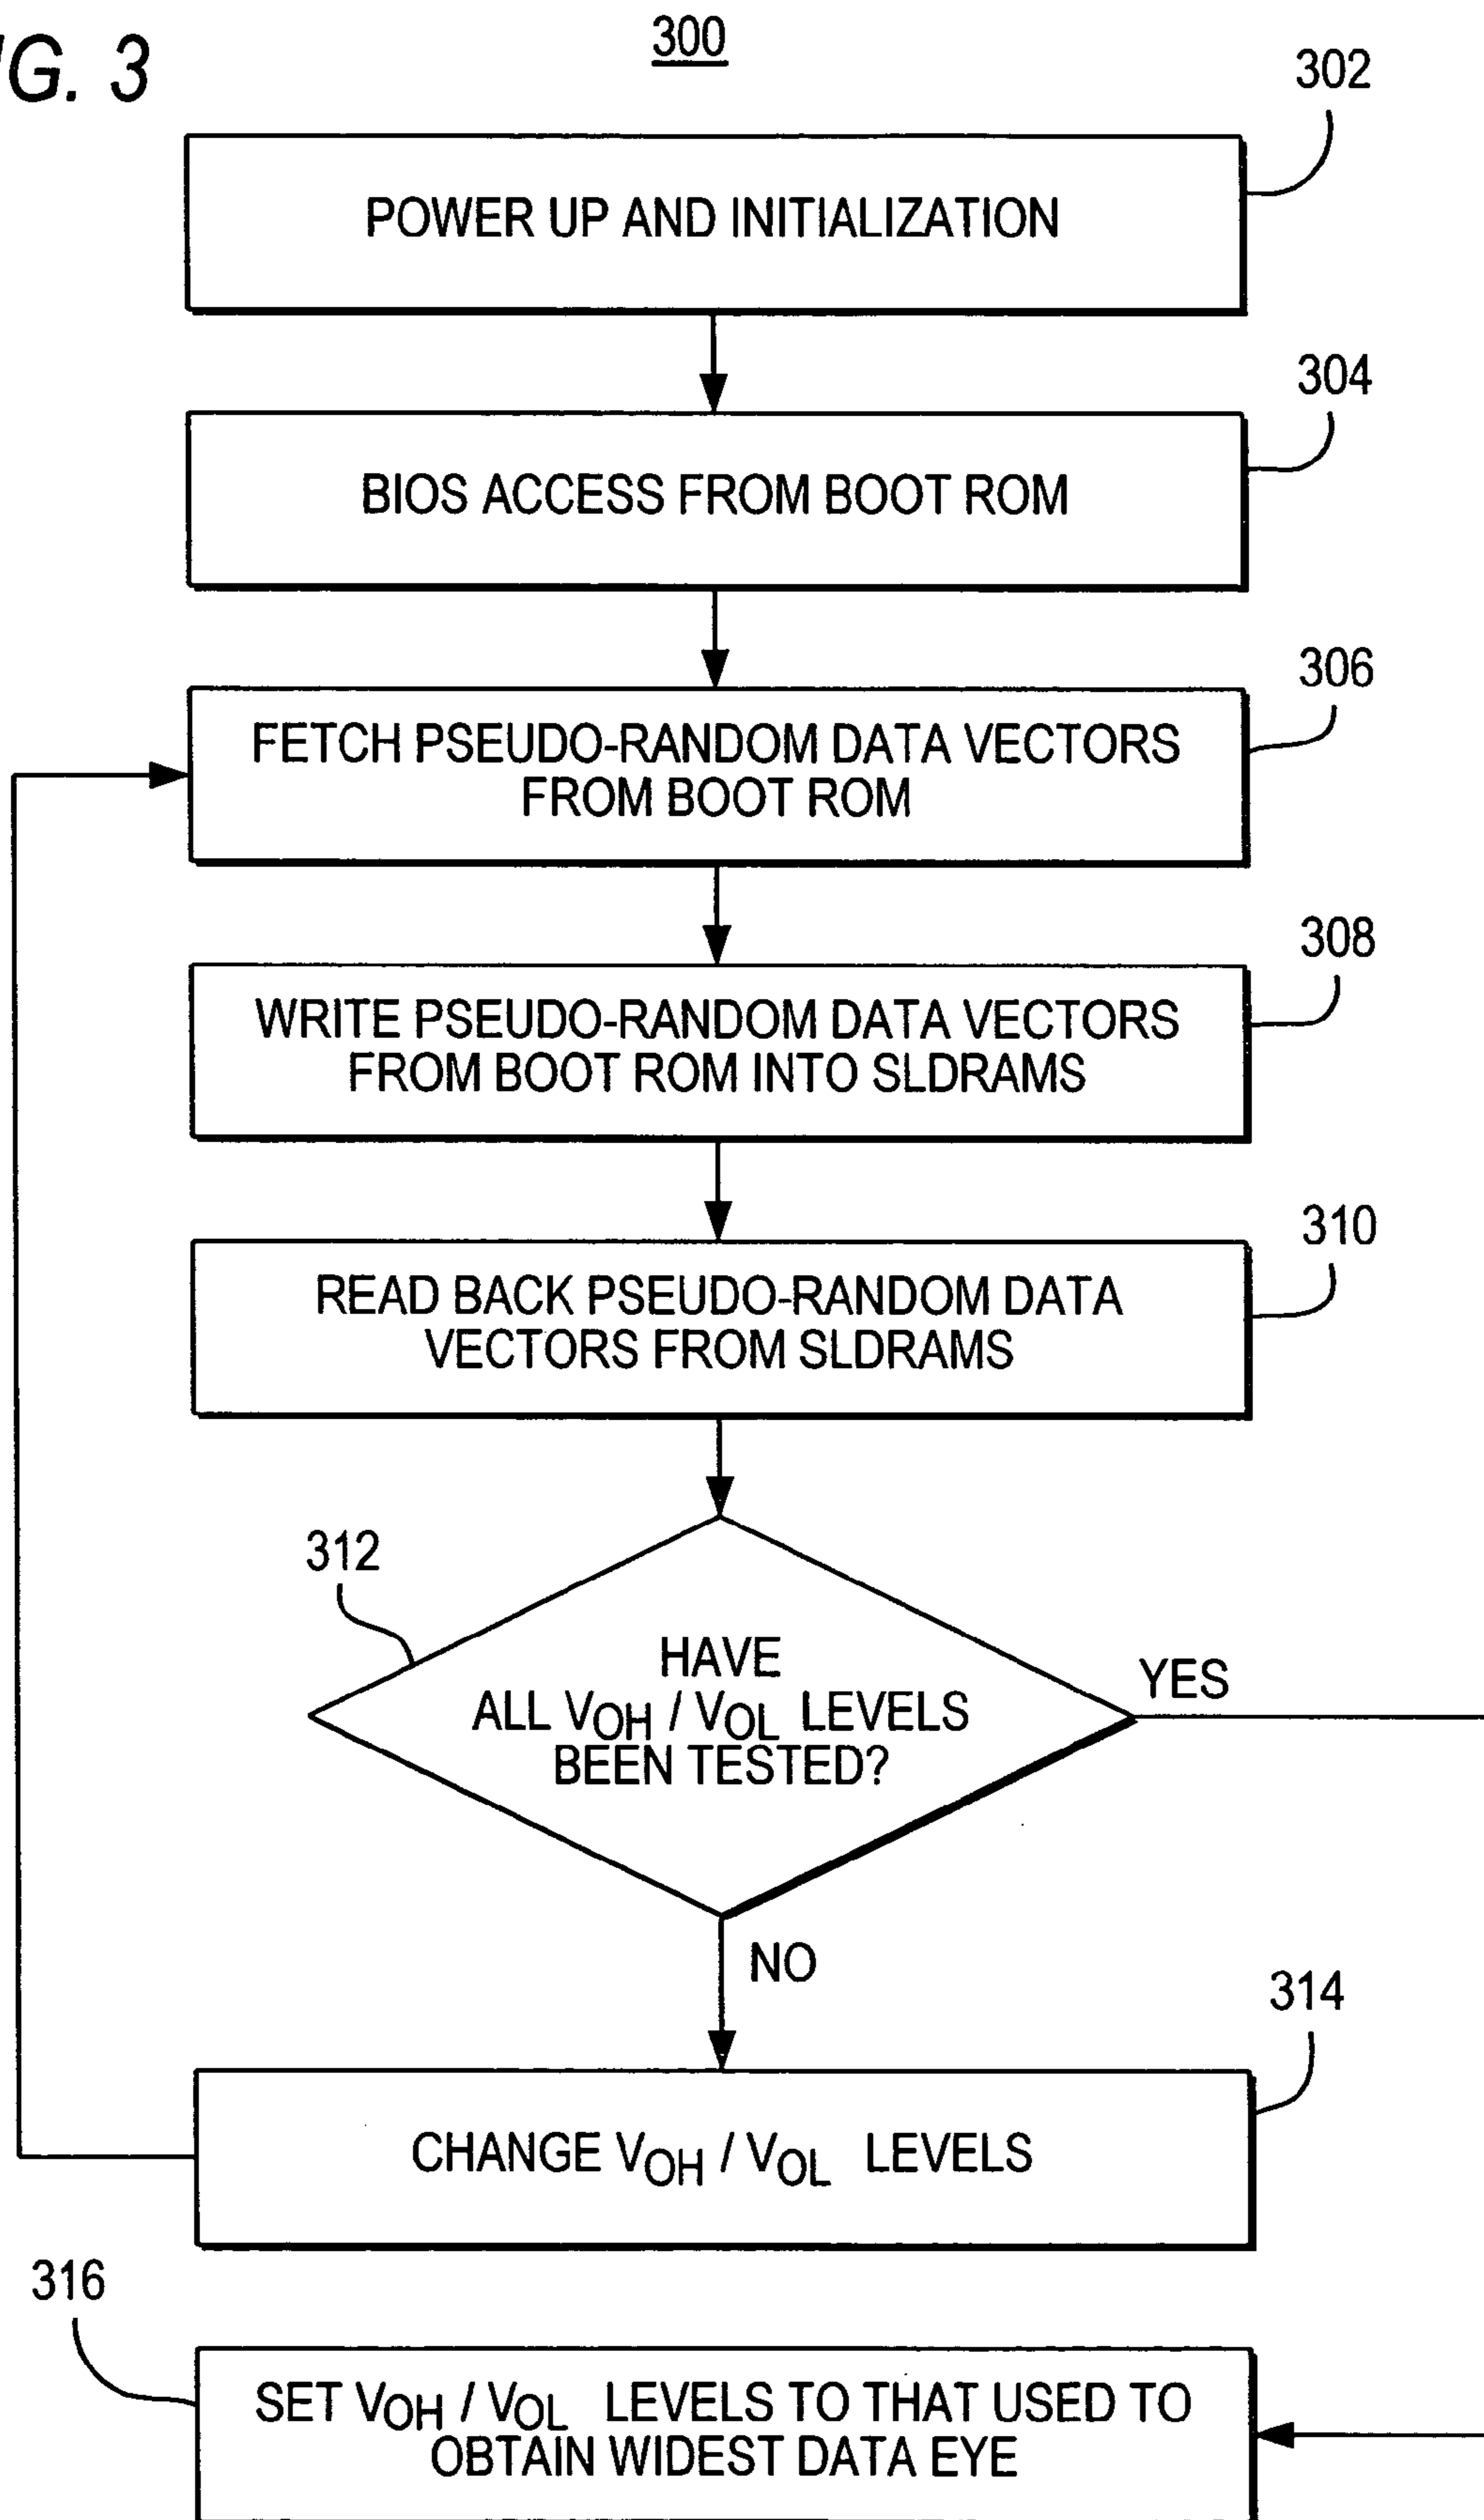 G. 3
300
302
POWER UP AND INITIALIZATION
304
BIOS ACCESS FROM BOOT ROM
306
FETCH PSEUDO-RANDOM DATA VECTORS
FROM BOOT ROM
308
WRITE PSEUDO-RANDOM DATA VECTORS
FROM BOOT ROM INTO SLDRAMS
310
READ BACK PSEUDO-RANDOM DATA
VECTORS FROM SLDRAMS
312
HAVE
ALL VOH / VOL LEVELS
BEEN TESTED?
YES
NO
314
CHANGE VOH / VOL LEVELS
316
SET VOH / VOL LEVELS TO THAT USED TO
OBTAIN WIDEST DATA EYE